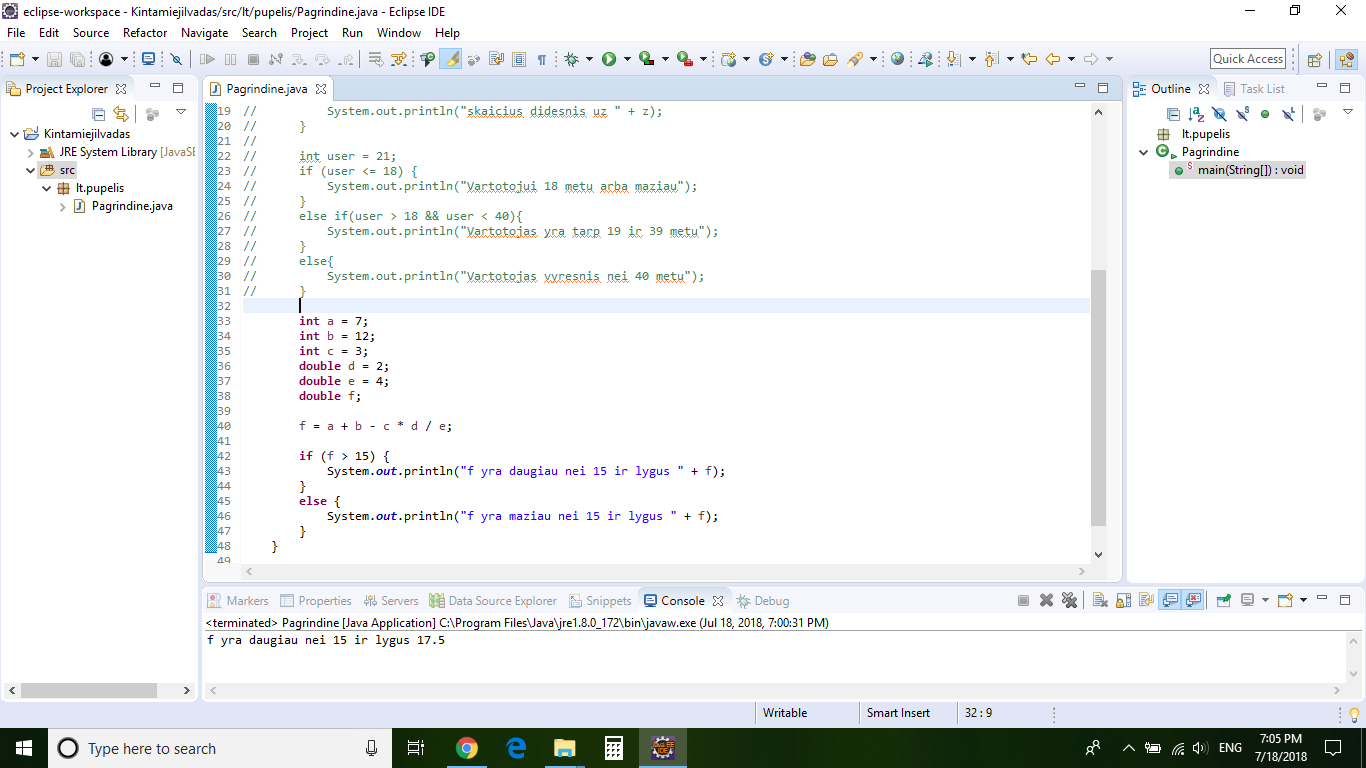 eclipse-workspace - Kintamiejilvadas/src/lt/pupelis/Pagrindine.java - Eclipse IDE
File Edit Source Refactor Navigate Search Project Run Window Help
Quick Access
Project Explorer
Kintamiejilvadas
JRE System Library [JavaSE
src
lt.pupelis
Pagrindine.java
Pagrindine.java
19 // System.out.println("skaicius didesnis uz " + z);
20 // }
21 //
22 // int user = 21;
23 // if (user <= 18) {
24 // System.out.println("Vartotojui 18 metu arba maziau");
25 // }
26 // else if(user > 18 && user < 40){
27 // System.out.println("Vartotojas yra tarp 19 ir 39 metu");
28 // }
29 // else{
30 // System.out.println("Vartotojas vyresnis nei 40 metu");
31 // }
32
33 int a = 7;
34 int b = 12;
35 int c = 3;
36 double d = 2;
37 double e = 4;
38 double f;
39
40 f = a + b - c * d / e;
41
42 if (f > 15) {
43 System.out.println("f yra daugiau nei 15 ir lygus " + f);
44 }
45 else {
46 System.out.println("f yra maziau nei 15 ir lygus " + f);
47 }
48 }
49
Outline Task List
lt.pupelis
Pagrindine
main(String[]) : void
Markers Properties Servers Data Source Explorer Snippets Console Debug
<terminated> Pagrindine [Java Application] C:\Program Files\Java\jre1.8.0_172\bin\javaw.exe (Jul 18, 2018, 7:00:31 PM)
f yra daugiau nei 15 ir lygus 17.5
Writable Smart Insert 32 : 9
Type here to search
ENG
7:05 PM
7/18/2018